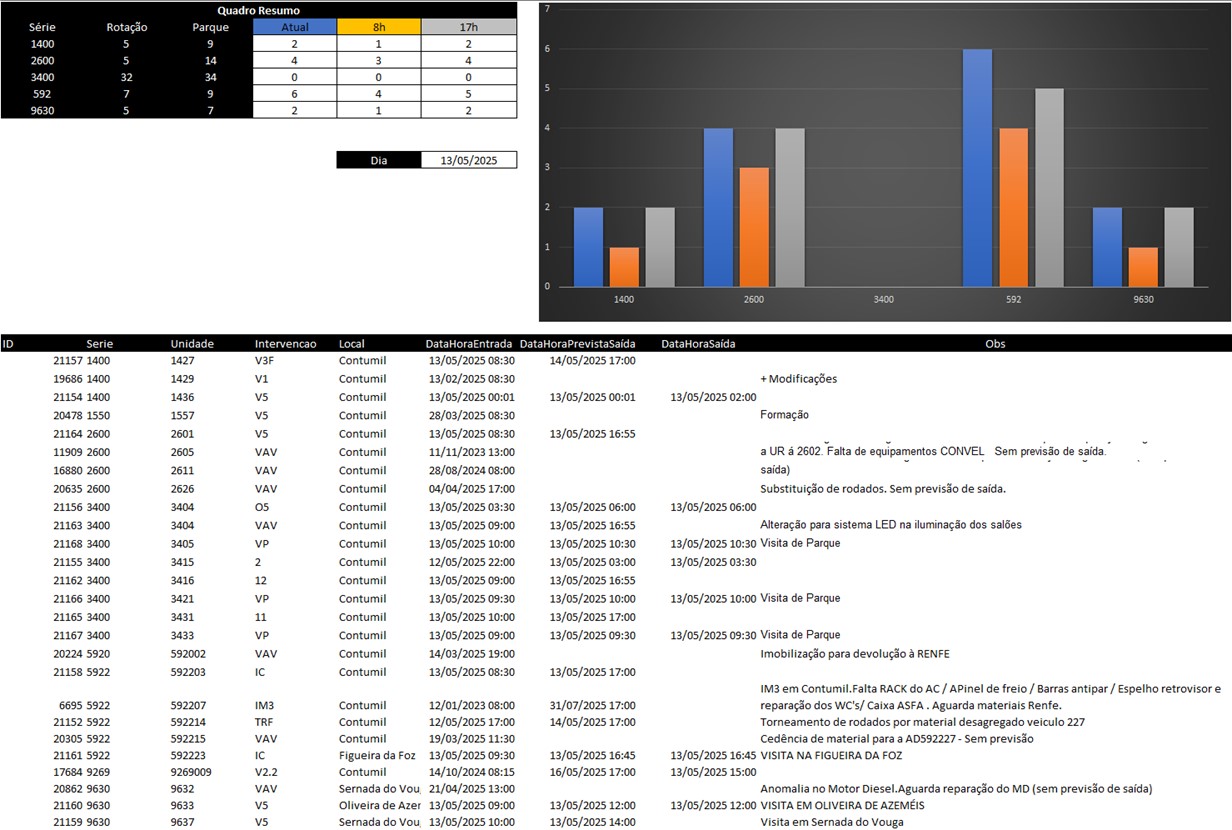 Quadro Resumo
Série Rotação Parque Atual 8h 17h
1400 5 9 2 1 2
2600 5 14 4 3 4
3400 32 34 0 0 0
592 7 9 6 4 5
9630 5 7 2 1 2
Dia 13/05/2025
7
6
5
4
3
2
1
0
1400 2600 3400 592 9630
ID Serie Unidade Intervencao Local DataHoraEntrada DataHoraPrevistaSaída DataHoraSaída Obs
21157 1400 1427 V3F Contumil 13/05/2025 08:30 14/05/2025 17:00
19686 1400 1429 V1 Contumil 13/02/2025 08:30 + Modificações
21154 1400 1436 V5 Contumil 13/05/2025 00:01 13/05/2025 00:01 13/05/2025 02:00
20478 1550 1557 V5 Contumil 28/03/2025 08:30 Formação
21164 2600 2601 V5 Contumil 13/05/2025 08:30 13/05/2025 16:55
11909 2600 2605 VAV Contumil 11/11/2023 13:00 a UR á 2602. Falta de equipamentos CONVEL Sem previsão de saída.
16880 2600 2611 VAV Contumil 28/08/2024 08:00 saída)
20635 2600 2626 VAV Contumil 04/04/2025 17:00 Substituição de rodados. Sem previsão de saída.
21156 3400 3404 O5 Contumil 13/05/2025 03:30 13/05/2025 06:00 13/05/2025 06:00
21163 3400 3404 VAV Contumil 13/05/2025 09:00 13/05/2025 16:55 Alteração para sistema LED na iluminação dos salões
21168 3400 3405 VP Contumil 13/05/2025 10:00 13/05/2025 10:30 13/05/2025 10:30 Visita de Parque
21155 3400 3415 2 Contumil 12/05/2025 22:00 13/05/2025 03:00 13/05/2025 03:30
21162 3400 3416 12 Contumil 13/05/2025 09:00 13/05/2025 16:55
21166 3400 3421 VP Contumil 13/05/2025 09:30 13/05/2025 10:00 13/05/2025 10:00 Visita de Parque
21165 3400 3431 11 Contumil 13/05/2025 10:00 13/05/2025 17:00
21167 3400 3433 VP Contumil 13/05/2025 09:00 13/05/2025 09:30 13/05/2025 09:30 Visita de Parque
20224 5920 592002 VAV Contumil 14/03/2025 19:00 Imobilização para devolução à RENFE
21158 5922 592203 IC Contumil 13/05/2025 08:30 13/05/2025 17:00
IM3 em Contumil.Falta RACK do AC / APinel de freio / Barras antipar / Espelho retrovisor e
6695 5922 592207 IM3 Contumil 12/01/2023 08:00 31/07/2025 17:00 reparação dos WC's/ Caixa ASFA . Aguarda materiais Renfe.
21152 5922 592214 TRF Contumil 12/05/2025 17:00 14/05/2025 17:00 Torneamento de rodados por material desagregado veiculo 227
20305 5922 592215 VAV Contumil 19/03/2025 11:30 Cedência de material para a AD592227 - Sem previsão
21161 5922 592223 IC Figueira da Foz 13/05/2025 09:30 13/05/2025 16:45 13/05/2025 16:45 VISITA NA FIGUEIRA DA FOZ
17684 9269 9269009 V2.2 Contumil 14/10/2024 08:15 16/05/2025 17:00 13/05/2025 15:00
20862 9630 9632 VAV Sernada do Vou 21/04/2025 13:00 Anomalia no Motor Diesel.Aguarda reparação do MD (sem previsão de saída)
21160 9630 9633 V5 Oliveira de Azer 13/05/2025 09:00 13/05/2025 12:00 13/05/2025 12:00 VISITA EM OLIVEIRA DE AZEMÉIS
21159 9630 9637 V5 Sernada do Vou 13/05/2025 10:00 13/05/2025 14:00 Visita em Sernada do Vouga